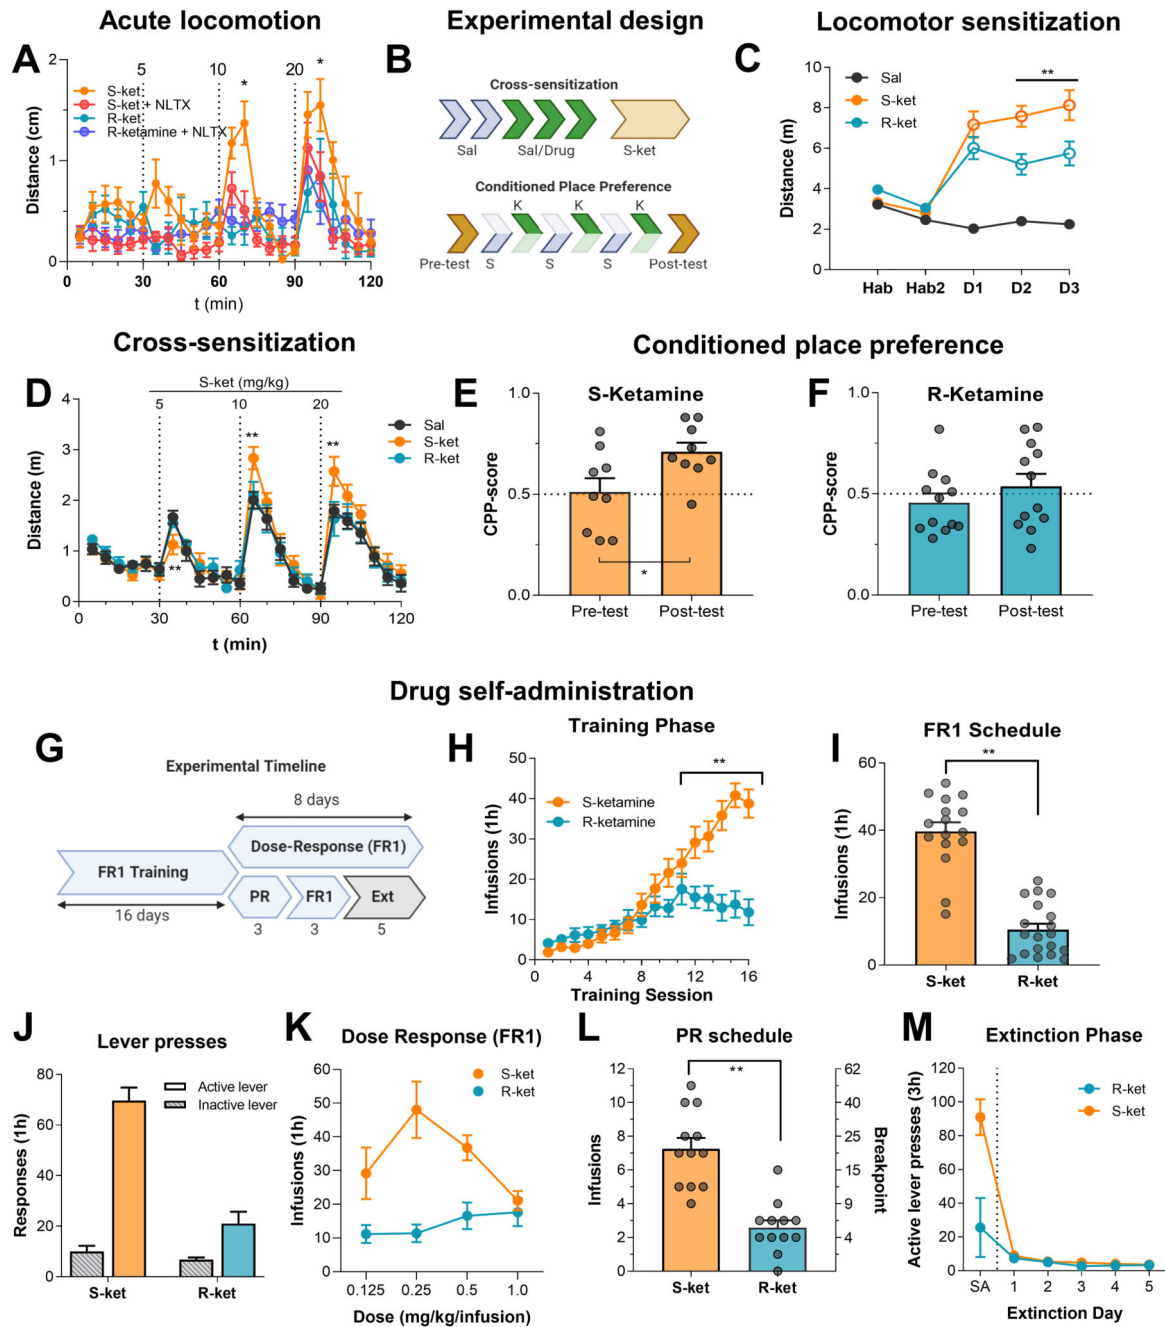 Acute locomotion
Experimental design
Locomotor sensitization
A
2
1
0
Distance (cm)
5
10
20
*
*
S-ket
S-ket + NLTX
R-ket
R-ketamine + NLTX
0
30
60
90
120
t (min)
B
Cross-sensitization
Sal
Sal/Drug
S-ket
Conditioned Place Preference
K
K
K
Pre-test
S
S
S
Post-test
C
10
8
6
4
2
0
Distance (m)
Sal
S-ket
R-ket
**
Hab
Hab2
D1
D2
D3
Cross-sensitization
Conditioned place preference
D
S-ket (mg/kg)
5
10
20
4
3
2
1
0
Distance (m)
**
**
**
Sal
S-ket
R-ket
0
30
60
90
120
t (min)
E
S-Ketamine
1.0
0.5
0.0
CPP-score
*
Pre-test
Post-test
F
R-Ketamine
1.0
0.5
0.0
CPP-score
Pre-test
Post-test
Drug self-administration
G
Experimental Timeline
8 days
Dose-Response (FR1)
FR1 Training
PR
FR1
Ext
16 days
3
3
5
H
Training Phase
50
40
30
20
10
0
Infusions (1h)
S-ketamine
R-ketamine
**
0
4
8
12
16
Training Session
I
FR1 Schedule
60
40
20
0
Infusions (1h)
**
S-ket
R-ket
J
Lever presses
80
60
40
20
0
Responses (1h)
Active lever
Inactive lever
S-ket
R-ket
K
Dose Response (FR1)
60
50
40
30
20
10
0
Infusions (1h)
S-ket
R-ket
0.125
0.25
0.5
1.0
Dose (mg/kg/infusion)
L
PR schedule
12
10
8
6
4
2
0
Infusions
**
62
40
25
15
9
4
Breakpoint
S-ket
R-ket
M
Extinction Phase
120
100
80
60
40
20
0
Active lever presses (3h)
R-ket
S-ket
SA
1
2
3
4
5
Extinction Day